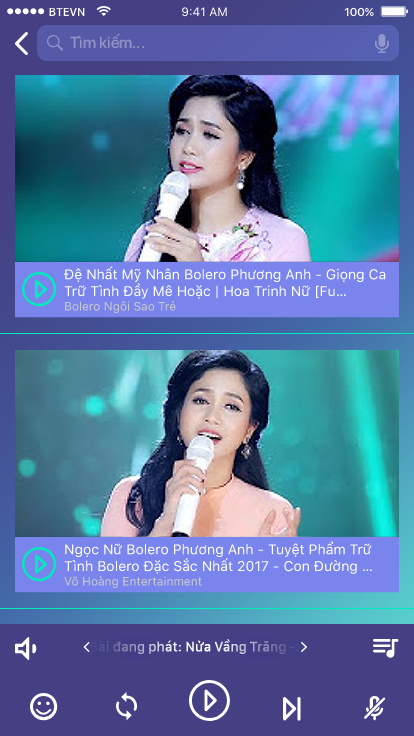 BTEVN 9:41 AM 100%
Tìm kiếm...
Đệ Nhất Mỹ Nhân Bolero Phương Anh - Giọng Ca
Trữ Tình Đầy Mê Hoặc | Hoa Trinh Nữ [Fu...
Bolero Ngôi Sao Trẻ
Ngọc Nữ Bolero Phương Anh - Tuyệt Phẩm Trữ
Tình Bolero Đặc Sắc Nhất 2017 - Con Đường ...
Võ Hoàng Entertainment
Bài đang phát: Nửa Vầng Trăng -